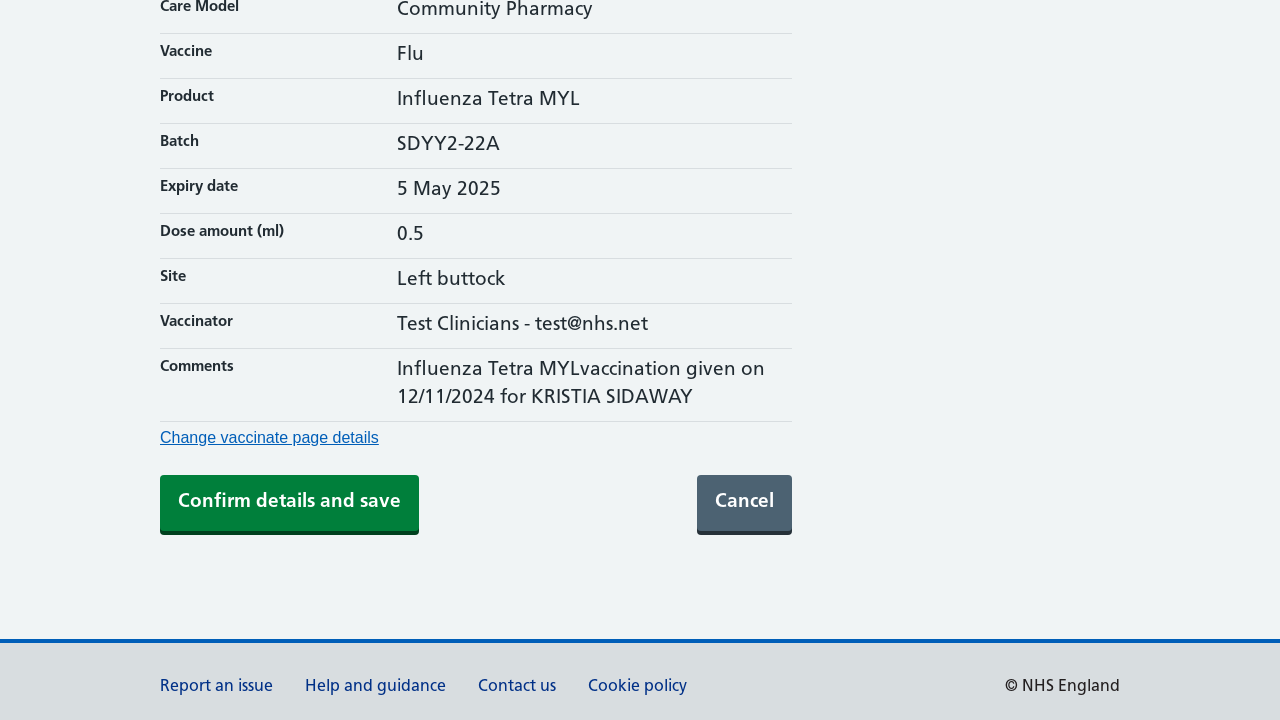 Care Model Community Pharmacy
Vaccine Flu
Product Influenza Tetra MYL
Batch SDYY2-22A
Expiry date 5 May 2025
Dose amount (ml) 0.5
Site Left buttock
Vaccinator Test Clinicians - test@nhs.net
Comments Influenza Tetra MYLvaccination given on
12/11/2024 for KRISTIA SIDAWAY
Change vaccinate page details
Confirm details and save Cancel
Report an issue Help and guidance Contact us Cookie policy © NHS England